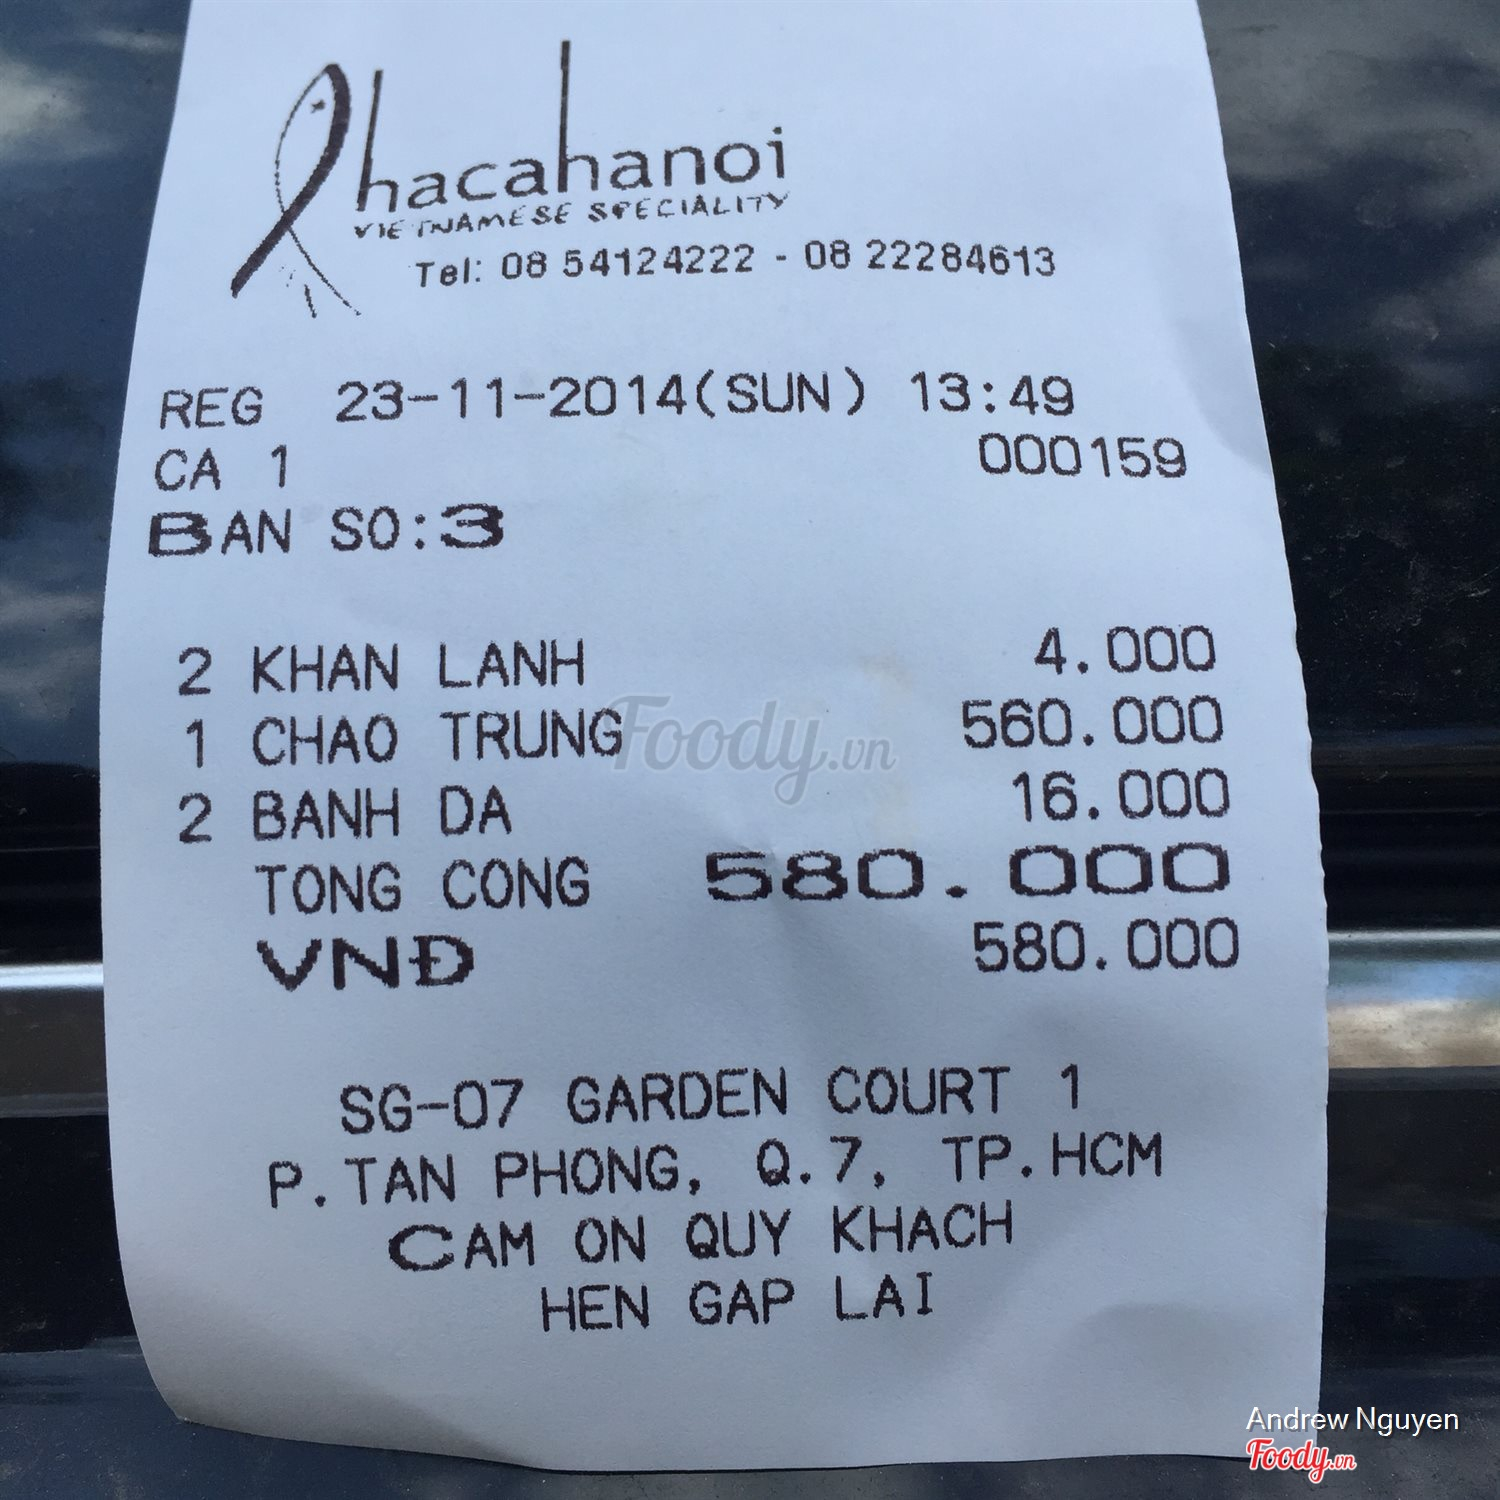 hacahanoi
VIETNAMESE SPECIALITY
Tel: 08 54124222 - 08 22284613
REG 23-11-2014(SUN) 13:49
CA 1 000159
BAN SO:3
2 KHAN LANH 4.000
1 CHAO TRUNG 560.000
2 BANH DA 16.000
TONG CONG 580.000
VNĐ 580.000
SG-07 GARDEN COURT 1
P.TAN PHONG, Q.7, TP.HCM
CAM ON QUY KHACH
HEN GAP LAI
Foody.vn
Andrew Nguyen
Foody.vn